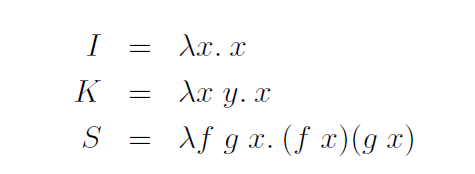 I = λx. x
K = λx y. x
S = λf g x. (f x)(g x)